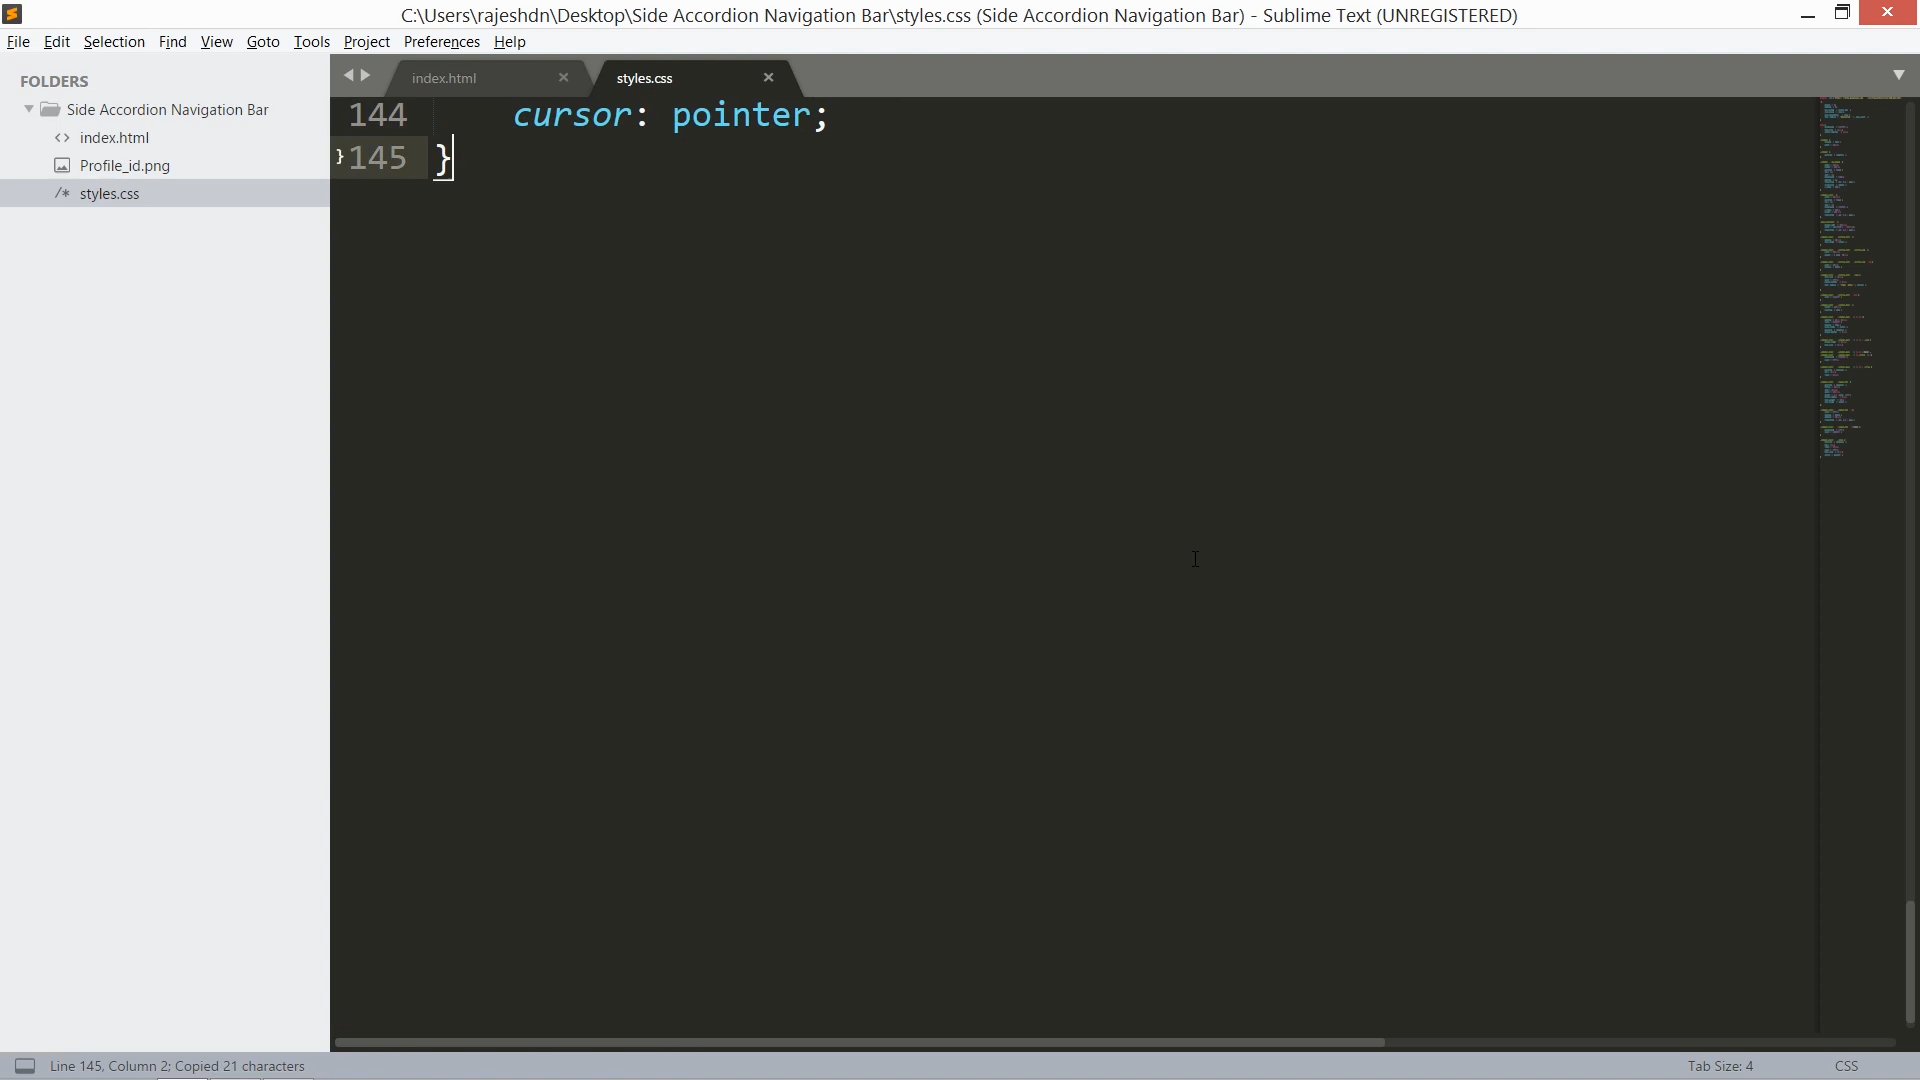 C:\Users\rajeshdn\Desktop\Side Accordion Navigation Bar\styles.css (Side Accordion Navigation Bar) - Sublime Text (UNREGISTERED)
File Edit Selection Find View Goto Tools Project Preferences Help
FOLDERS
Side Accordion Navigation Bar
index.html
Profile_id.png
/* styles.css
index.html
styles.css
144 cursor: pointer;
145 }
Line 145, Column 2; Copied 21 characters
Tab Size: 4
CSS